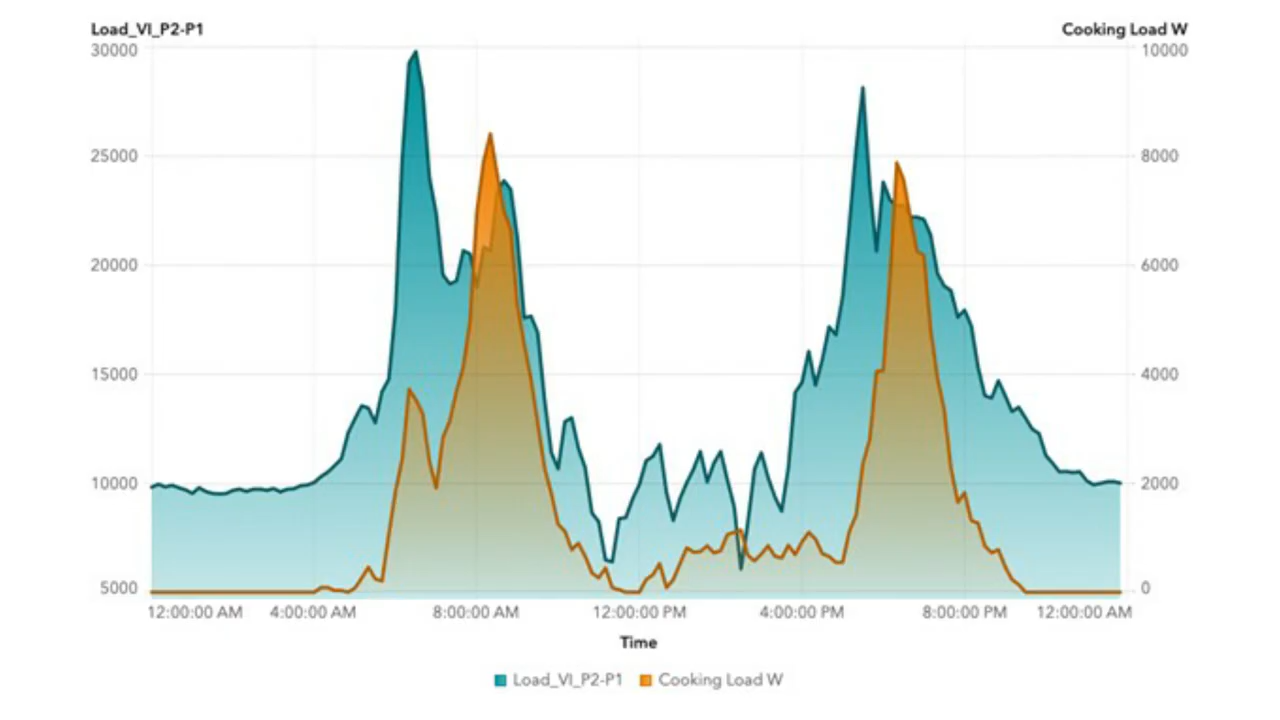 Load_VI_P2-P1 Cooking Load W
30000 10000
25000 8000
20000 6000
15000 4000
10000 2000
5000 0
12:00:00 AM 4:00:00 AM 8:00:00 AM 12:00:00 PM 4:00:00 PM 8:00:00 PM 12:00:00 AM
Time
Load_VI_P2-P1 Cooking Load W